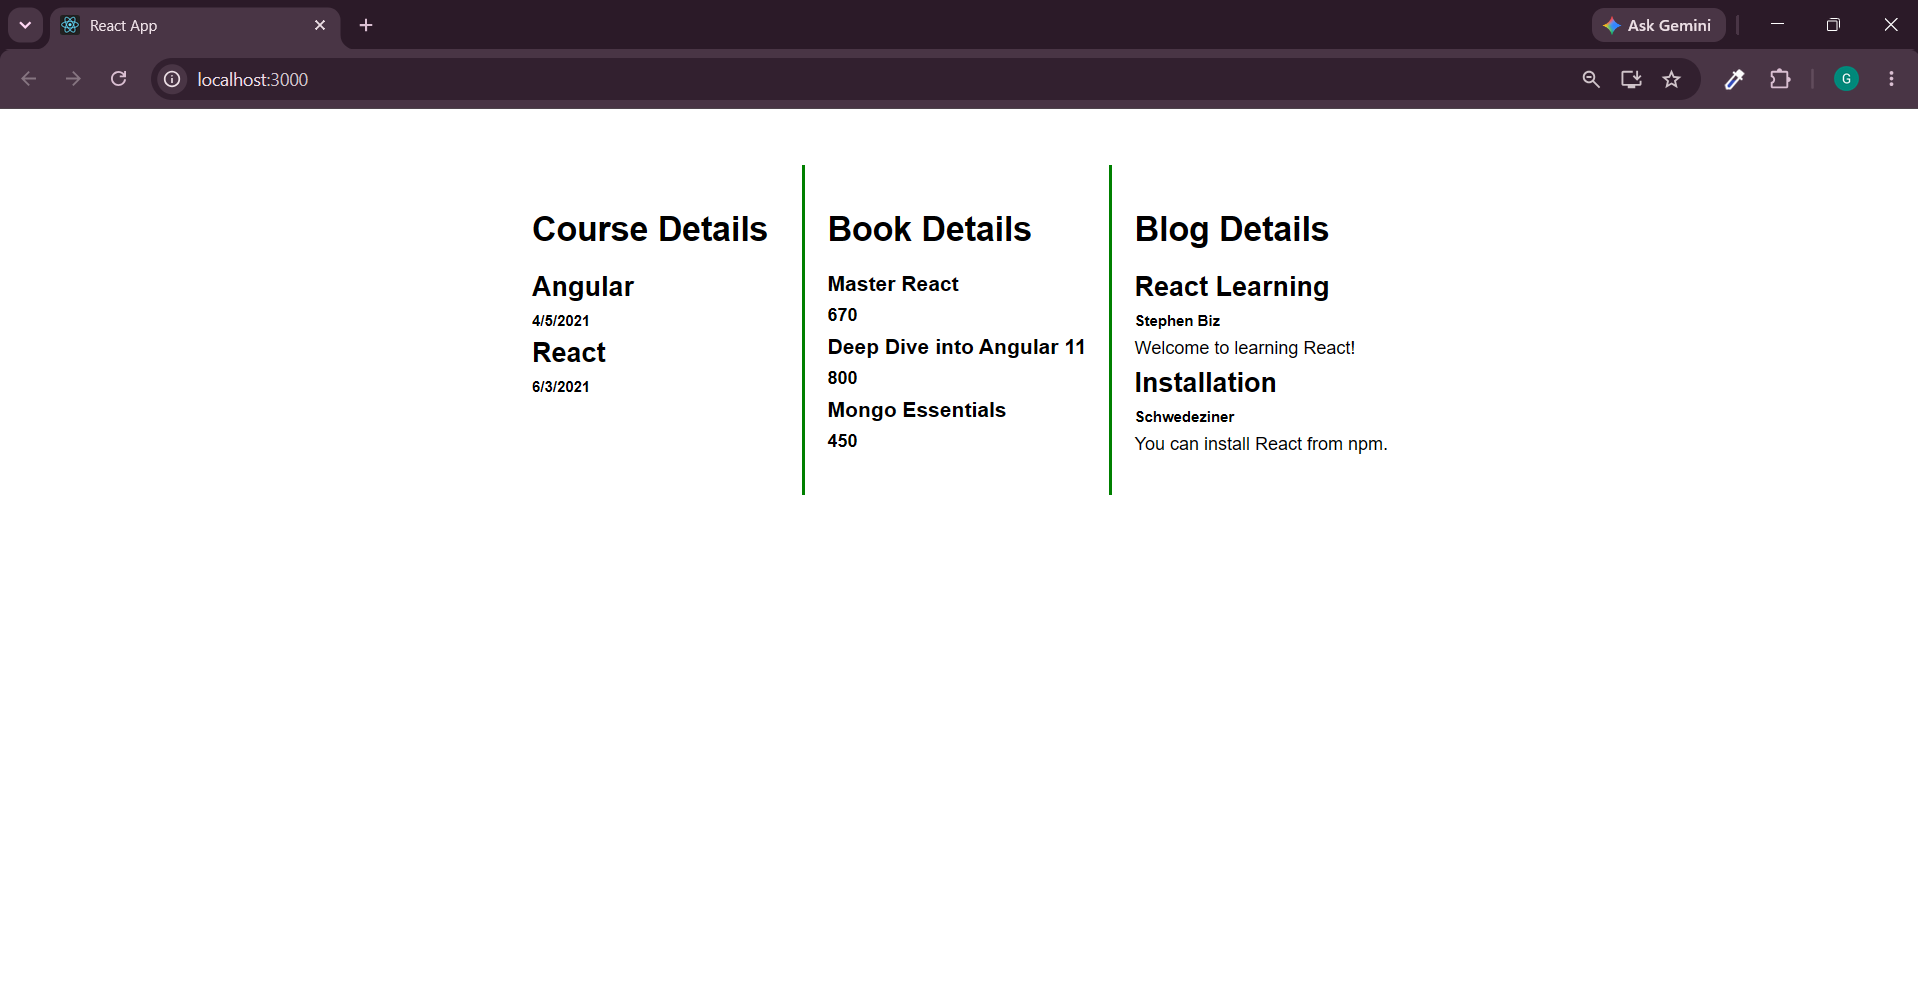 React App
Ask Gemini
localhost:3000
G
Course Details
Angular
4/5/2021
React
6/3/2021
Book Details
Master React
670
Deep Dive into Angular 11
800
Mongo Essentials
450
Blog Details
React Learning
Stephen Biz
Welcome to learning React!
Installation
Schwedeziner
You can install React from npm.